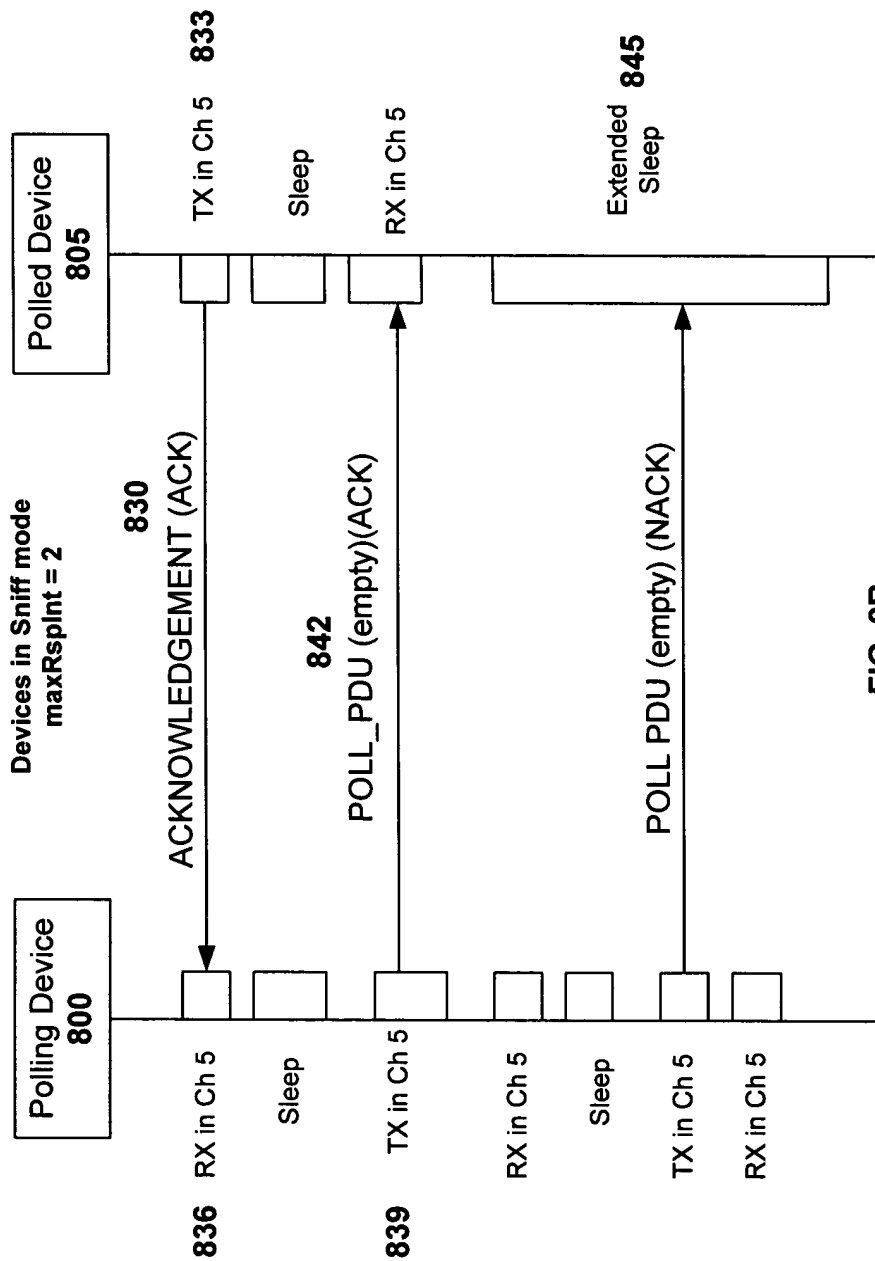 Devices in Sniff mode
maxRspInt = 2
Polling Device
800
Polled Device
805
836
RX in Ch 5
830
ACKNOWLEDGEMENT (ACK)
TX in Ch 5
833
Sleep
Sleep
839
TX in Ch 5
842
POLL_PDU (empty)(ACK)
RX in Ch 5
RX in Ch 5
Sleep
TX in Ch 5
RX in Ch 5
POLL PDU (empty) (NACK)
Extended
Sleep
845